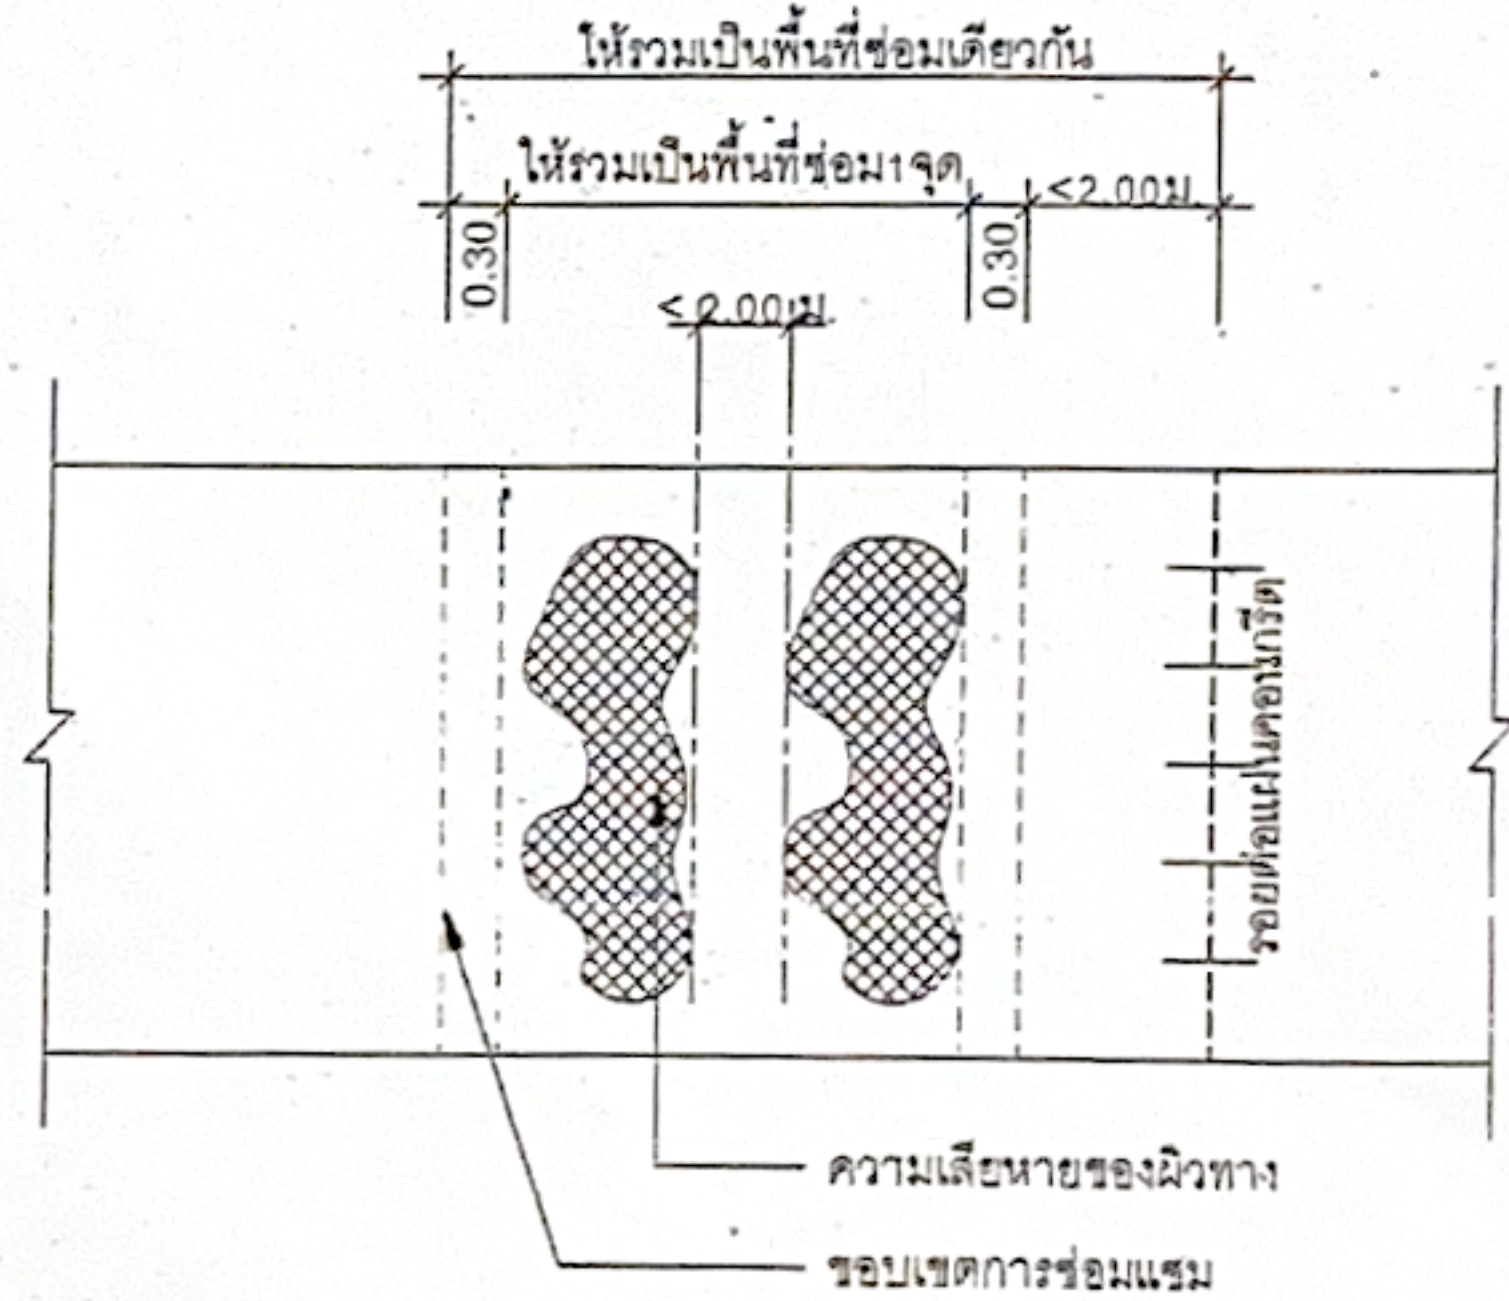 ให้รวมเป็นพื้นที่ซ่อมเดียวกัน
ให้รวมเป็นพื้นที่ซ่อม1จุด
<2.00ม.
0.30
0.30
<2.00ม.
รอยต่อแผ่นคอนกรีต
ความเสียหายของผิวทาง
ขอบเขตการซ่อมแซม